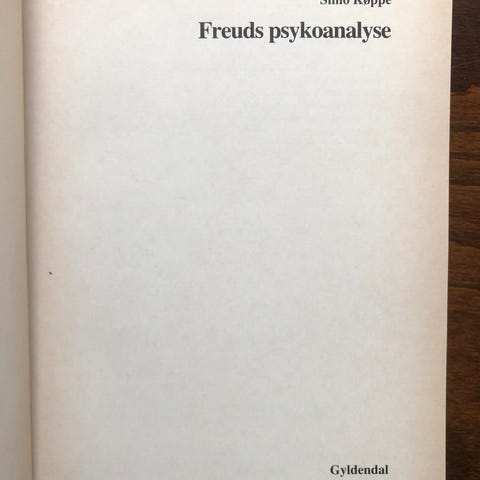 Simo Køppe
Freuds psykoanalyse
Gyldendal